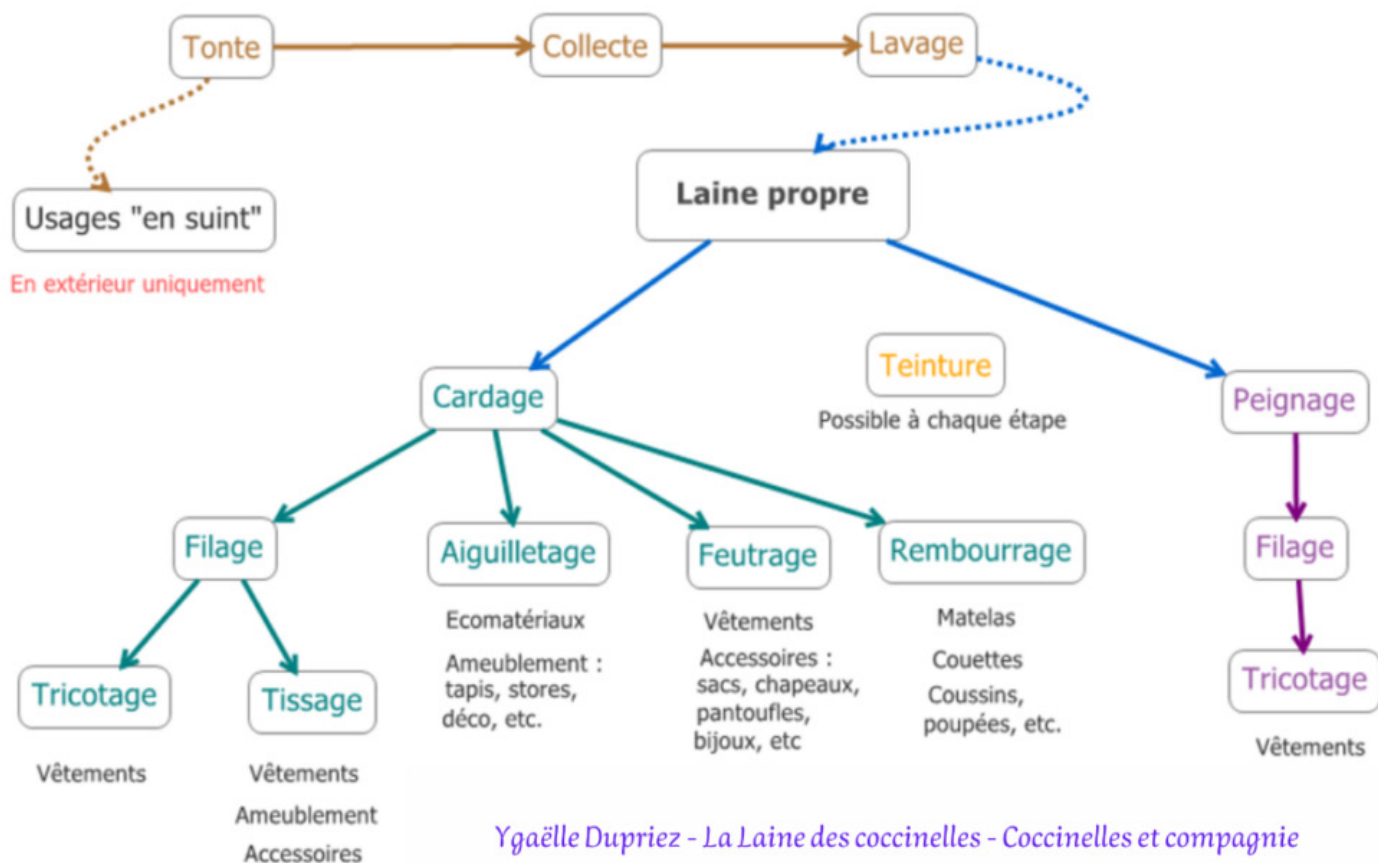 Tonte
Collecte
Lavage
Laine propre
Usages "en suint"
En extérieur uniquement
Teinture
Possible à chaque étape
Cardage
Peignage
Filage
Aiguilletage
Feutrage
Rembourrage
Filage
Ecomatériaux
Ameublement :
tapis, stores,
déco, etc.
Vêtements
Accessoires :
sacs, chapeaux,
pantoufles,
bijoux, etc
Matelas
Couettes
Coussins,
poupées, etc.
Tricotage
Tissage
Tricotage
Vêtements
Vêtements
Ameublement
Accessoires
Vêtements
Ygaëlle Dupriez - La Laine des coccinelles - Coccinelles et compagnie